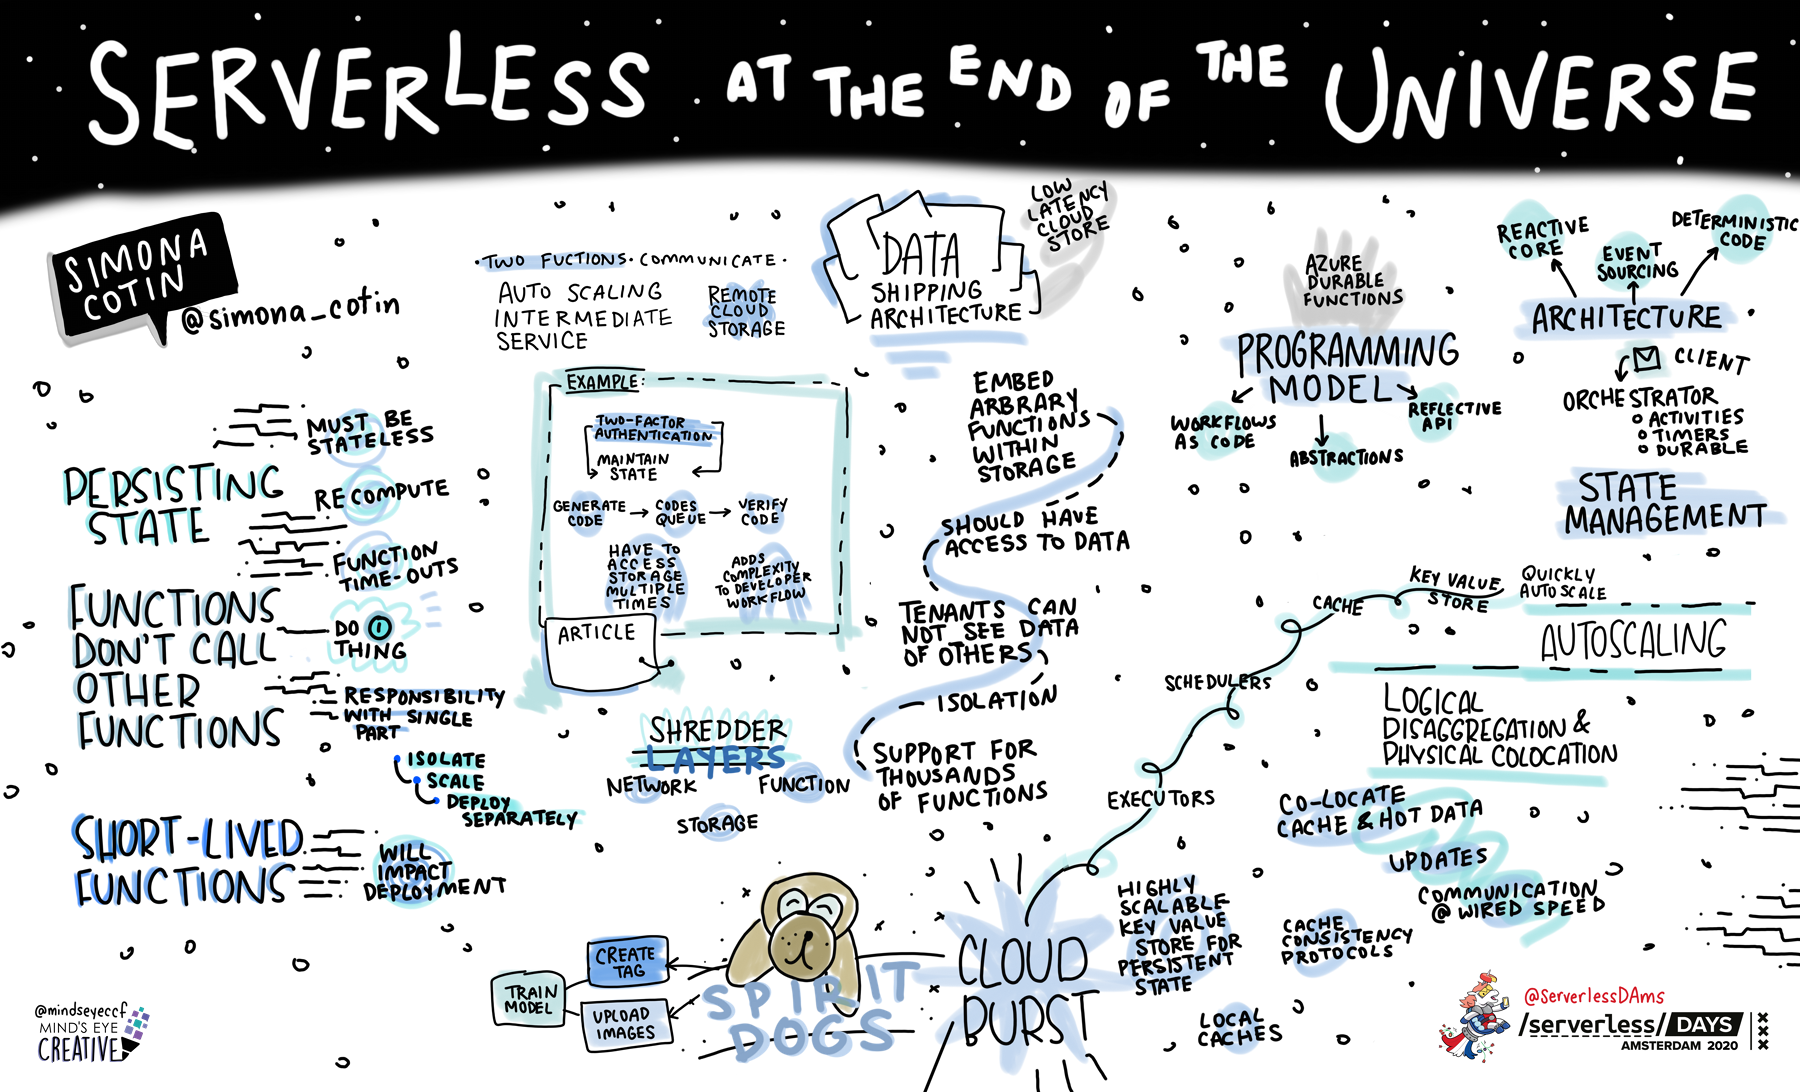 SERVERLESS AT THE END OF THE UNIVERSE
SIMONA
COTIN
@simona_cotin
PERSISTING
STATE
MUST BE
STATELESS
RECOMPUTE
FUNCTION
TIME-OUTS
FUNCTIONS
DON'T CALL
OTHER
FUNCTIONS
DO 1
THING
RESPONSIBILITY
WITH SINGLE
PART
ISOLATE
SCALE
DEPLOY
SEPARATELY
SHORT-LIVED
FUNCTIONS
WILL
IMPACT
DEPLOYMENT
@mindseyeccf
MIND'S EYE
CREATIVE
• TWO FUCTIONS • COMMUNICATE •
AUTO SCALING
INTERMEDIATE
SERVICE
REMOTE
CLOUD
STORAGE
EXAMPLE:
TWO-FACTOR
AUTHENTICATION
MAINTAIN
STATE
GENERATE
CODE
CODES
QUEUE
VERIFY
CODE
HAVE TO
ACCESS
STORAGE
MULTIPLE
TIMES
ADDS
COMPLEXITY
TO DEVELOPER
WORKFLOW
ARTICLE
SHREDDER
LAYERS
NETWORK
FUNCTION
STORAGE
TRAIN
MODEL
CREATE
TAG
UPLOAD
IMAGES
SPIRIT
DOGS
DATA
SHIPPING
ARCHITECTURE
LOW
LATENCY
CLOUD
STORE
EMBED
ARBRARY
FUNCTIONS
WITHIN
STORAGE
SHOULD HAVE
ACCESS TO DATA
TENANTS CAN
NOT SEE DATA
OF OTHERS
ISOLATION
SUPPORT FOR
THOUSANDS
OF FUNCTIONS
CLOUD
BURST
EXECUTORS
SCHEDULERS
CACHE
KEY VALUE
STORE
QUICKLY
AUTOSCALE
HIGHLY
SCALABLE
KEY VALUE
STORE FOR
PERSISTENT
STATE
LOCAL
CACHES
AZURE
DURABLE
FUNCTIONS
PROGRAMMING
MODEL
WORKFLOWS
AS CODE
ABSTRACTIONS
REFLECTIVE
API
REACTIVE
CORE
EVENT
SOURCING
DETERMINISTIC
CODE
ARCHITECTURE
CLIENT
ORCHESTRATOR
ACTIVITIES
TIMERS
DURABLE
STATE
MANAGEMENT
AUTOSCALING
LOGICAL
DISAGGREGATION &
PHYSICAL COLOCATION
CO-LOCATE
CACHE & HOT DATA
UPDATES
COMMUNICATION
@ WIRED SPEED
CACHE
CONSISTENCY
PROTOCOLS
@ServerlessDAms
/serverless/DAYS
AMSTERDAM 2020